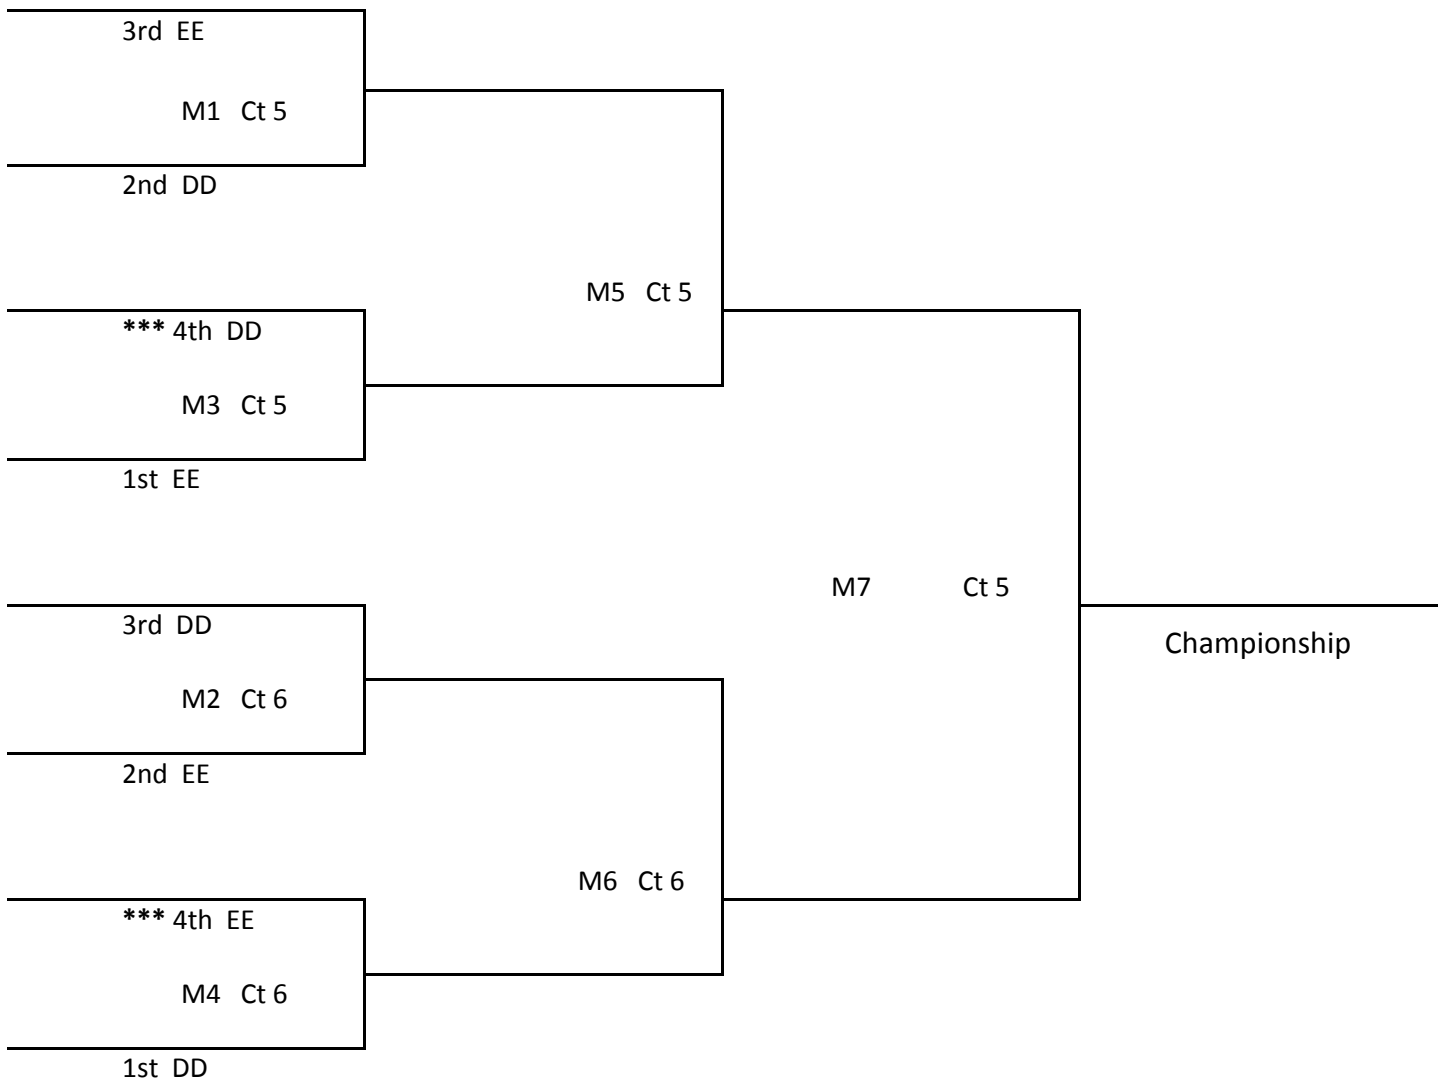 3rd EE
M1 Ct 5
2nd DD
M5 Ct 5
*** 4th DD
M3 Ct 5
1st EE
M7 Ct 5
3rd DD
Championship
M2 Ct 6
2nd EE
M6 Ct 6
*** 4th EE
M4 Ct 6
1st DD